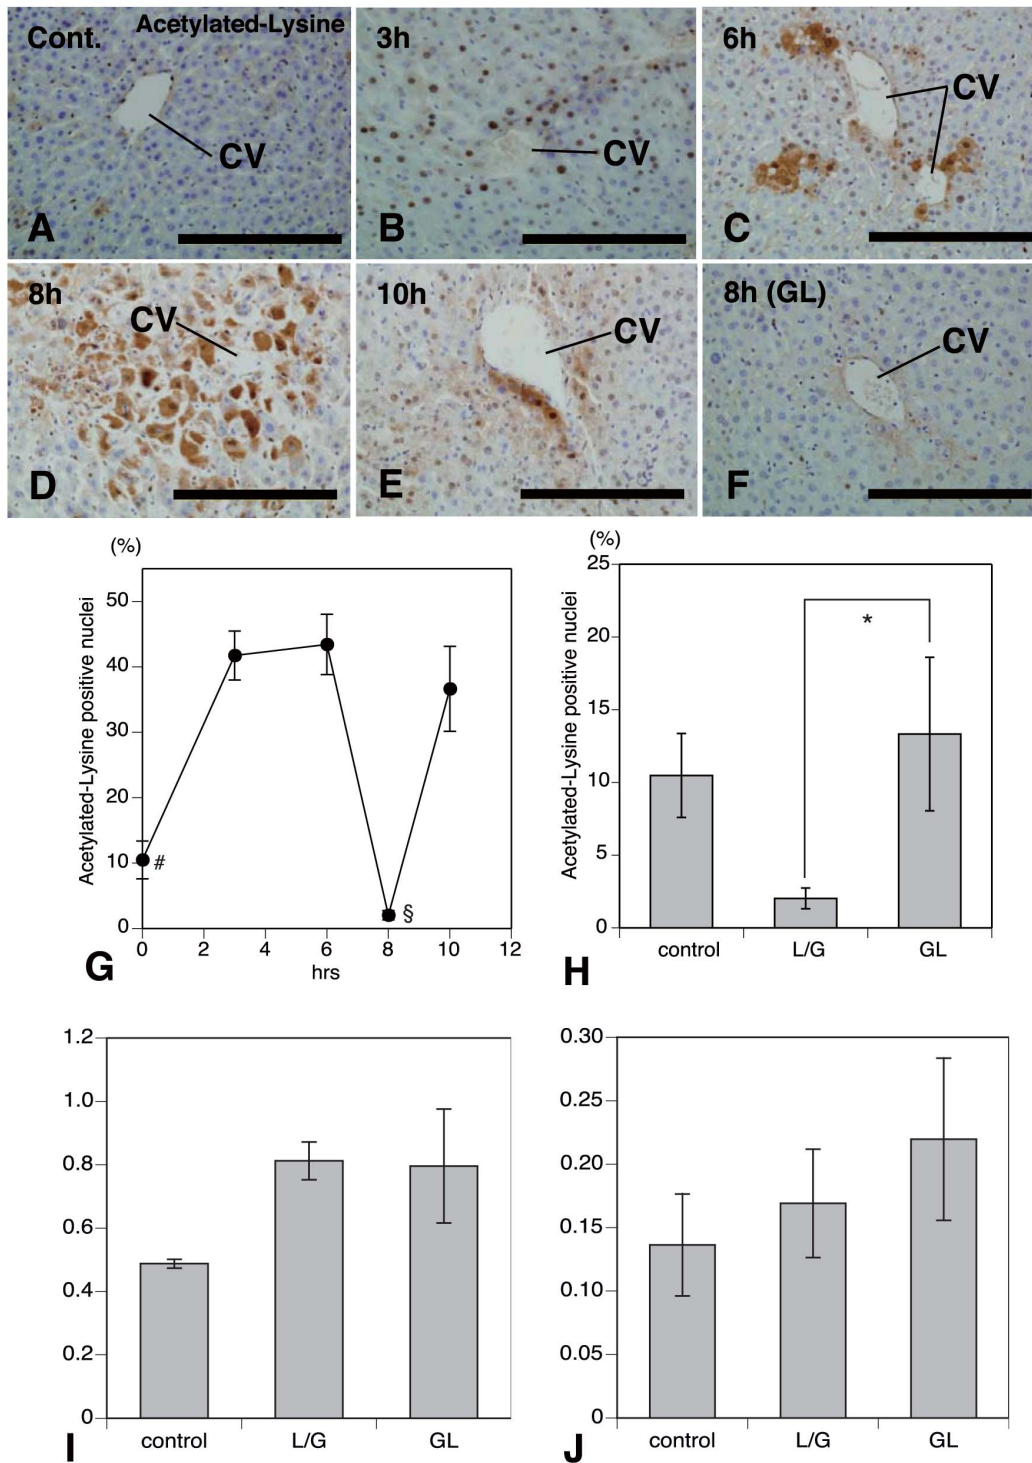 Cont. Acetylated-Lysine
CV
A
3h
CV
B
6h
CV
C
8h
CV
D
10h
CV
E
8h (GL)
CV
F
(%)
Acetylated-Lysine positive nuclei
50
40
30
20
10
0
#
§
0 2 4 6 8 10 12
hrs
G
(%)
Acetylated-Lysine positive nuclei
25
20
15
10
5
0
*
control L/G GL
H
1.2
1.0
0.8
0.6
0.4
0.2
0
control L/G GL
I
0.30
0.25
0.20
0.15
0.10
0.05
0
control L/G GL
J